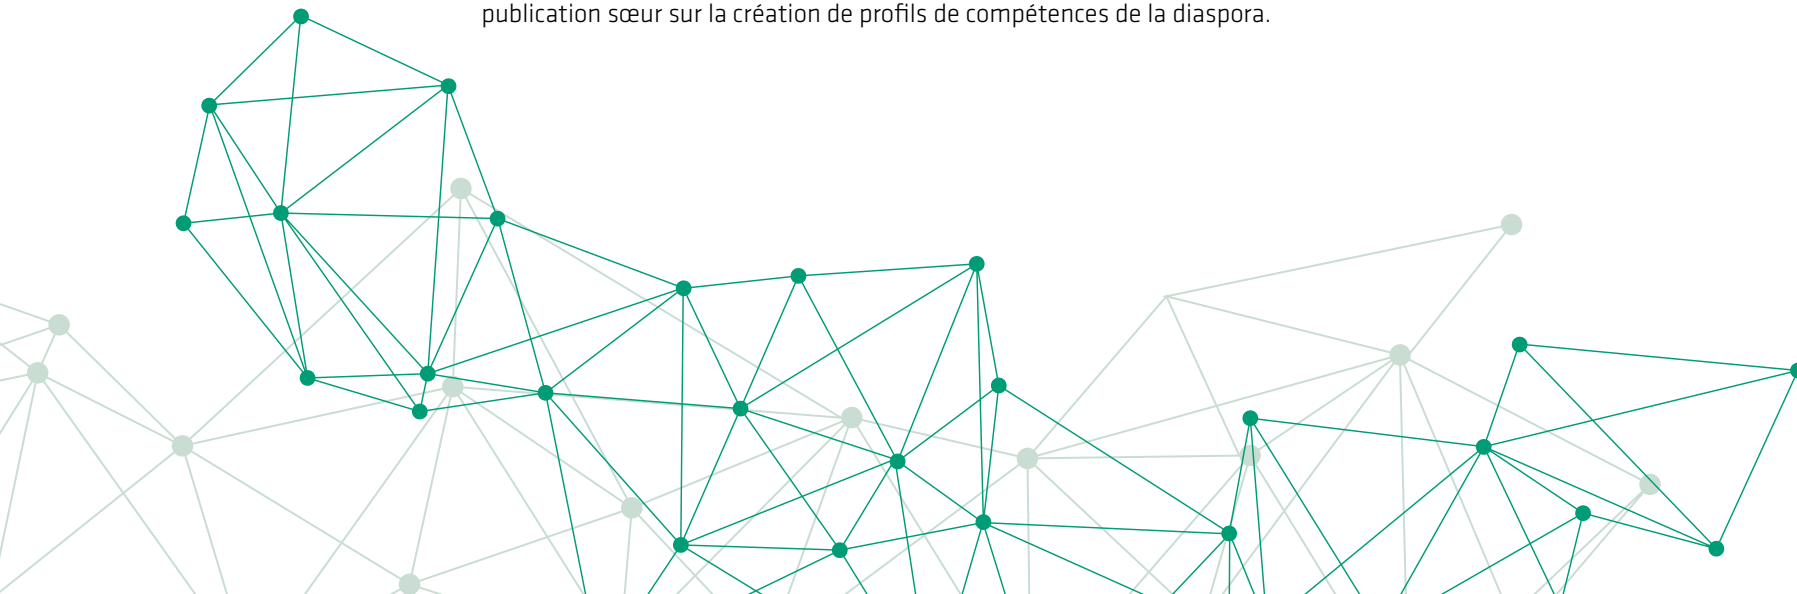 publication sœur sur la création de profils de compétences de la diaspora.